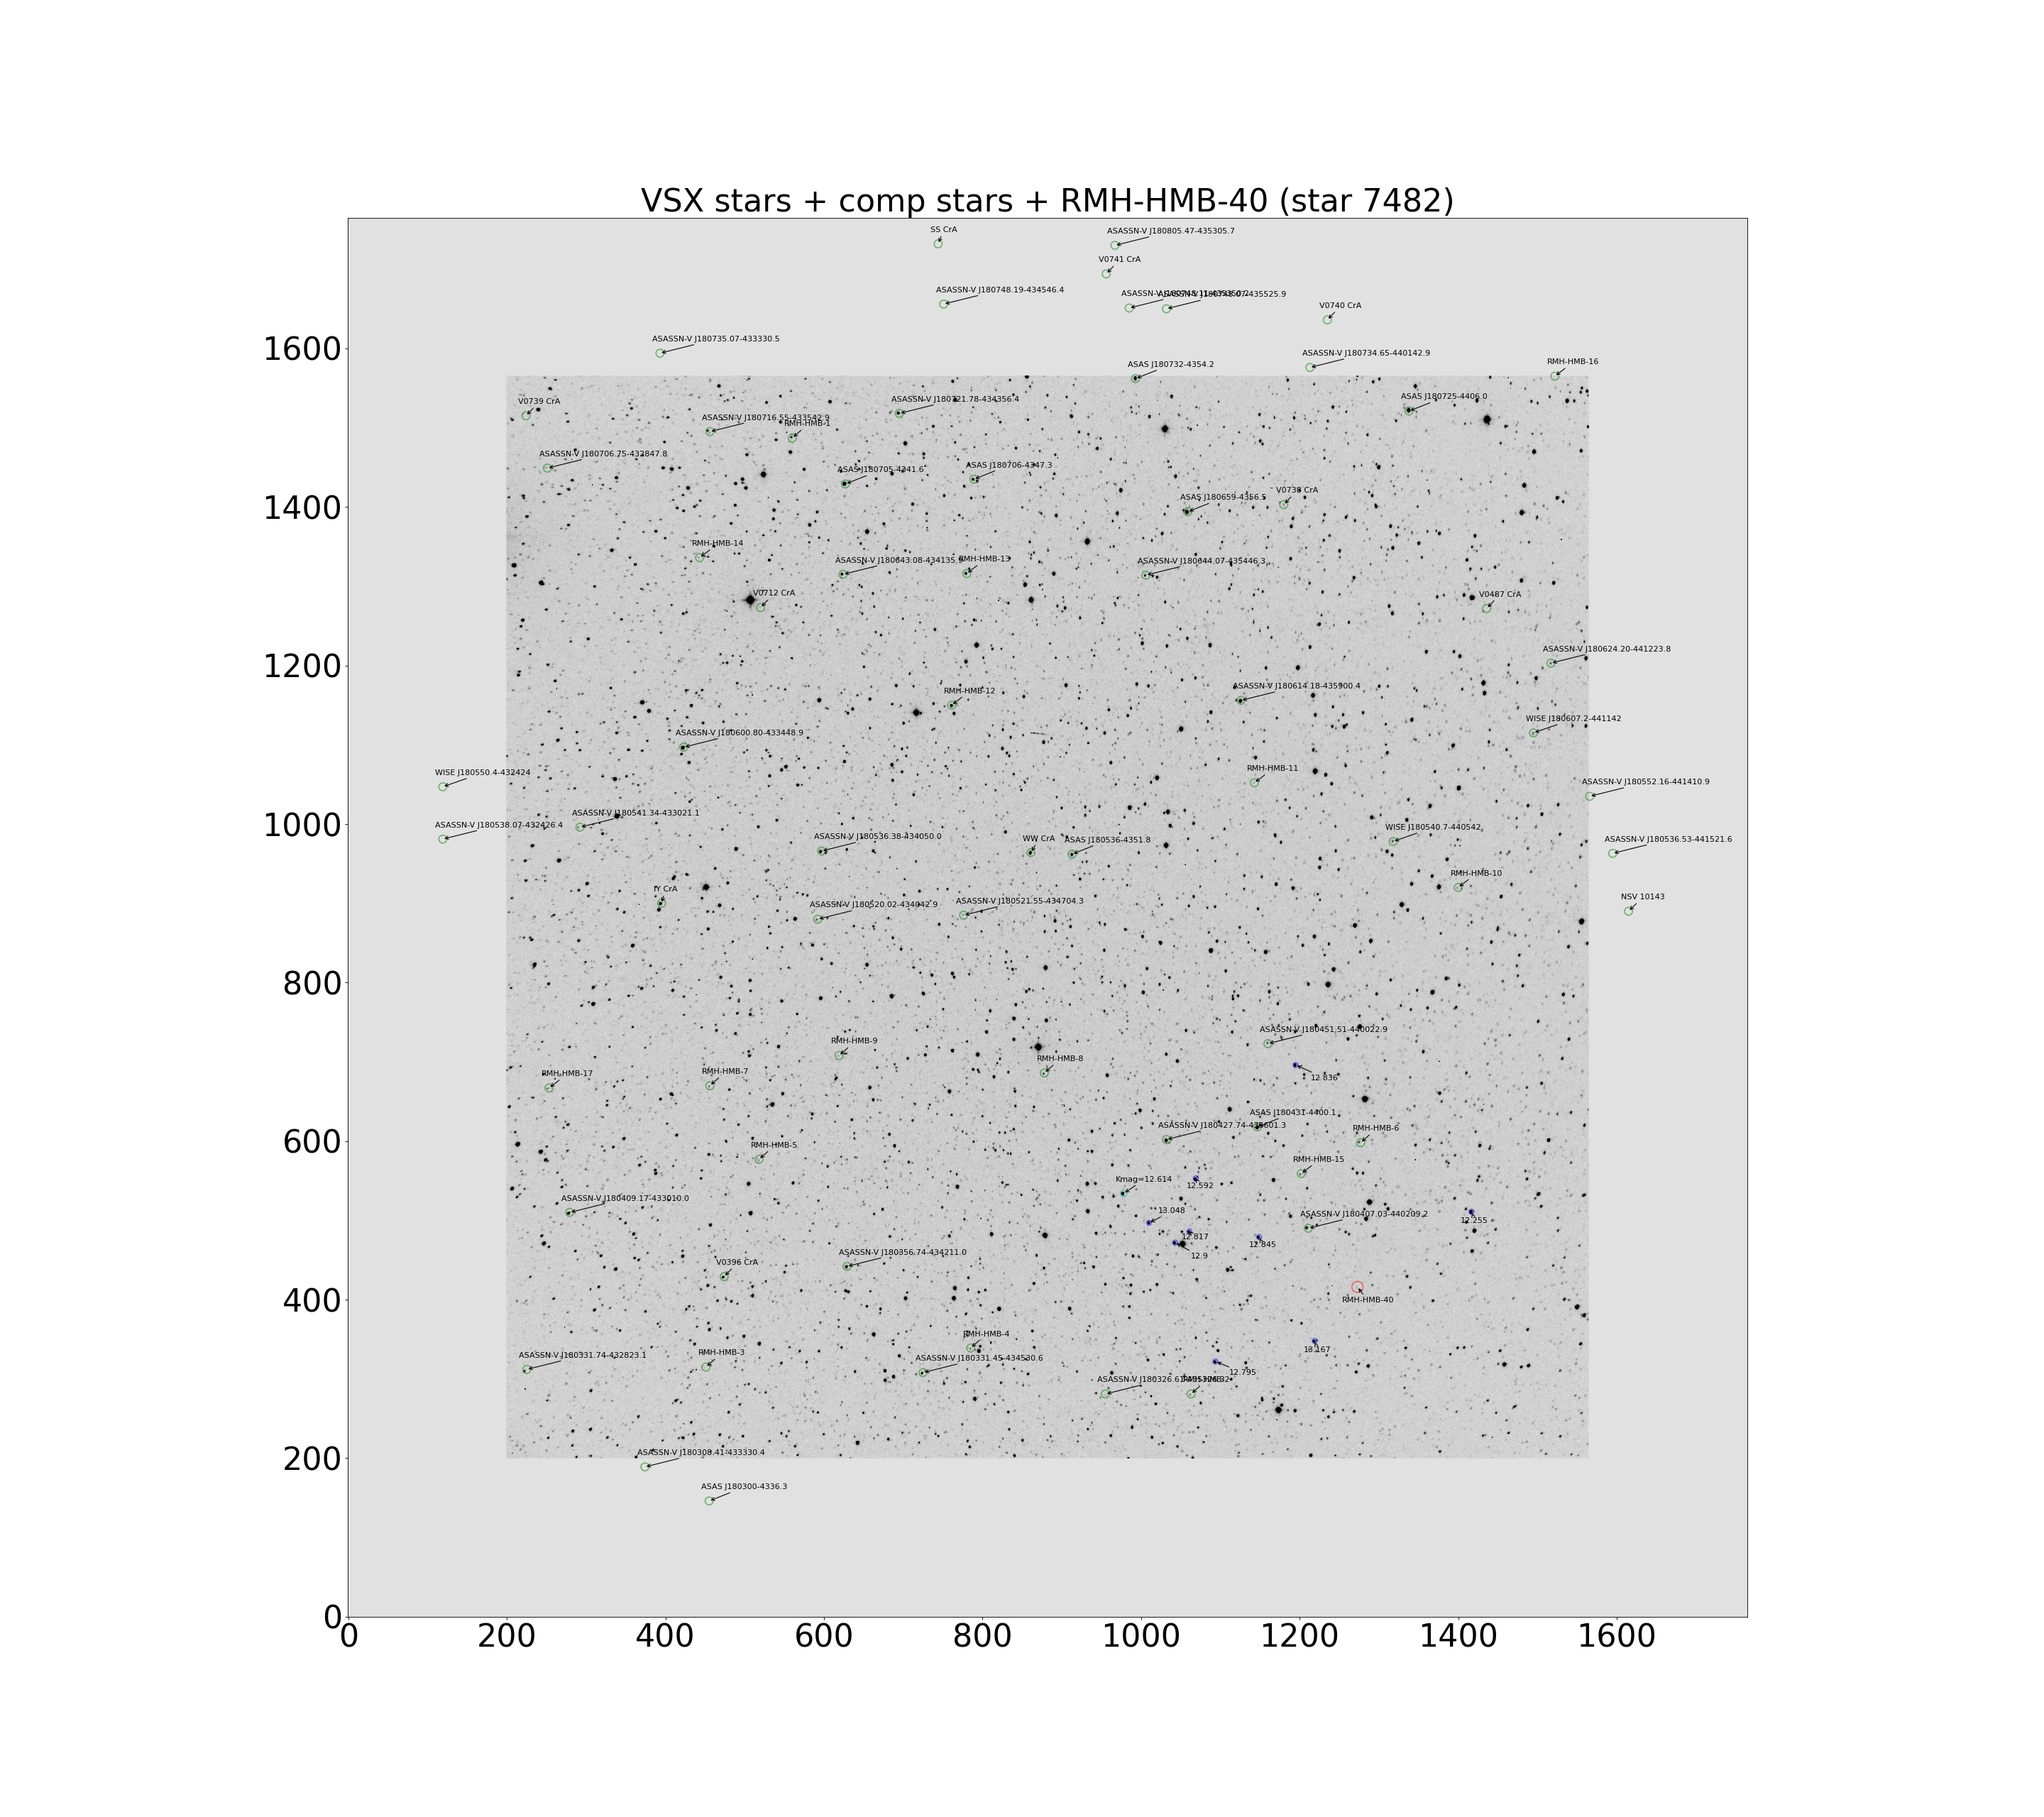 VSX stars + comp stars + RMH-HMB-40 (star 7482)
SS CrA
ASASSN-V J180805.47-435305.7
V0741 CrA
ASASSN-V J180748.19-434546.4
V0740 CrA
ASASSN-V J180735.07-433330.5
ASASSN-V J180734.65-440142.9
1600
RMH-HMB-16
ASAS J180732-4354.2
ASAS J180725-4406.0
V0739 CrA
ASASSN-V J180721.78-434356.4
ASASSN-V J180716.55-433542.9
RMH-HMB-1
ASASSN-V J180706.75-432847.8
ASAS J180705-4341.6
ASAS J180706-4347.3
V0738 CrA
ASAS J180659-4356.5
1400
RMH-HMB-14
ASASSN-V J180643.08-434135.9
RMH-HMB-13
ASASSN-V J180644.07-435446.3
V0712 CrA
V0487 CrA
ASASSN-V J180624.20-441223.8
1200
ASASSN-V J180614.18-435900.4
RMH-HMB-12
WISE J180607.2-441142
ASASSN-V J180600.80-433448.9
WISE J180550.4-432424
RMH-HMB-11
ASASSN-V J180552.16-441410.9
ASASSN-V J180541.34-433021.1
1000
ASASSN-V J180538.07-432426.4
WISE J180540.7-440542
ASASSN-V J180536.38-434050.0
WW CrA
ASAS J180536-4351.8
ASASSN-V J180536.53-441521.6
RMH-HMB-10
IY CrA
NSV 10143
ASASSN-V J180520.02-434042.9
ASASSN-V J180521.55-434704.3
800
ASASSN-V J180451.51-440022.9
RMH-HMB-9
RMH-HMB-8
RMH-HMB-17
RMH-HMB-7
12.836
ASAS J180431-4400.1
ASASSN-V J180427.74-435601.3
RMH-HMB-6
600
RMH-HMB-5
RMH-HMB-15
Kmag=12.614
12.592
ASASSN-V J180409.17-433010.0
13.048
ASASSN-V J180407.03-440209.2
12.255
12.817
12.845
12.9
ASASSN-V J180356.74-434211.0
V0396 CrA
400
RMH-HMB-40
RMH-HMB-4
13.167
RMH-HMB-3
ASASSN-V J180331.74-432823.1
ASASSN-V J180331.45-434530.6
12.795
200
ASASSN-V J180308.41-433330.4
ASAS J180300-4336.3
0
0 200 400 600 800 1000 1200 1400 1600